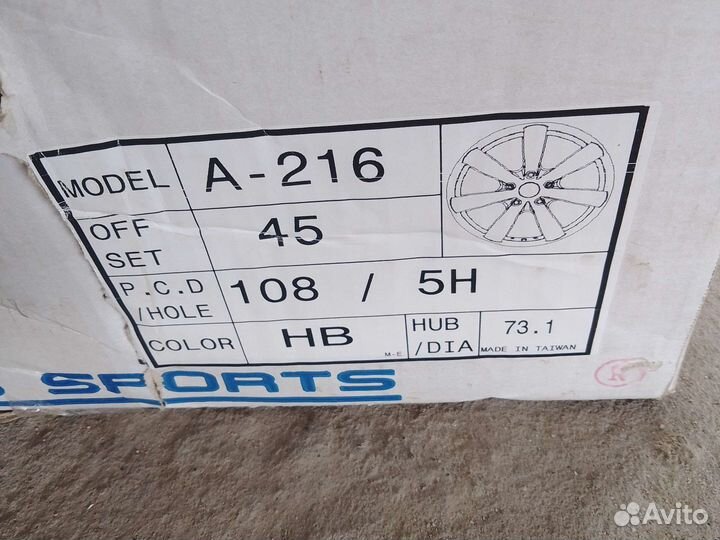 MODEL A-216
OFF SET 45
P.C.D /HOLE 108 / 5H
COLOR HB M-E HUB /DIA 73.1 MADE IN TAIWAN
SPORTS
K
Avito